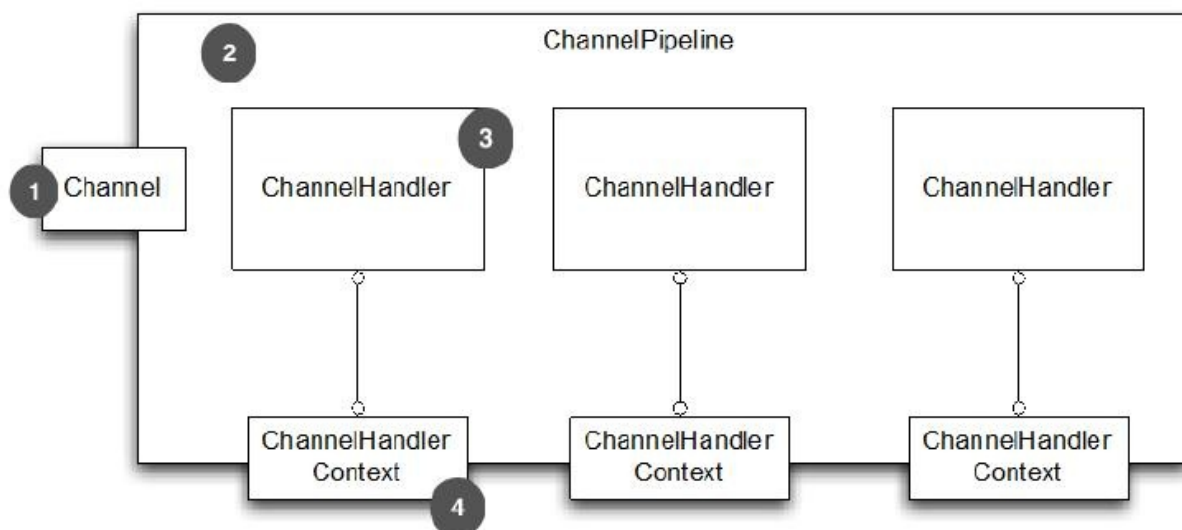 ChannelPipeline
2
3
1
Channel
ChannelHandler
ChannelHandler
ChannelHandler
ChannelHandler
Context
4
ChannelHandler
Context
ChannelHandler
Context